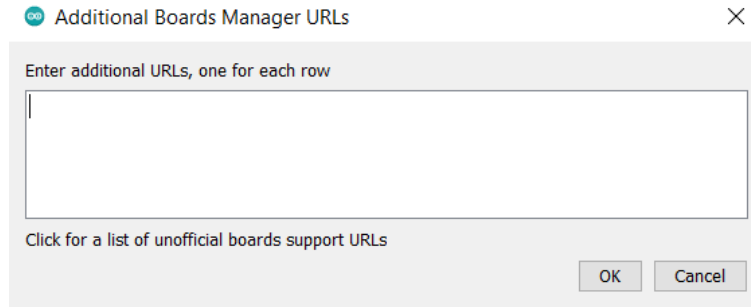 Additional Boards Manager URLs
Enter additional URLs, one for each row
Click for a list of unofficial boards support URLs
OK Cancel